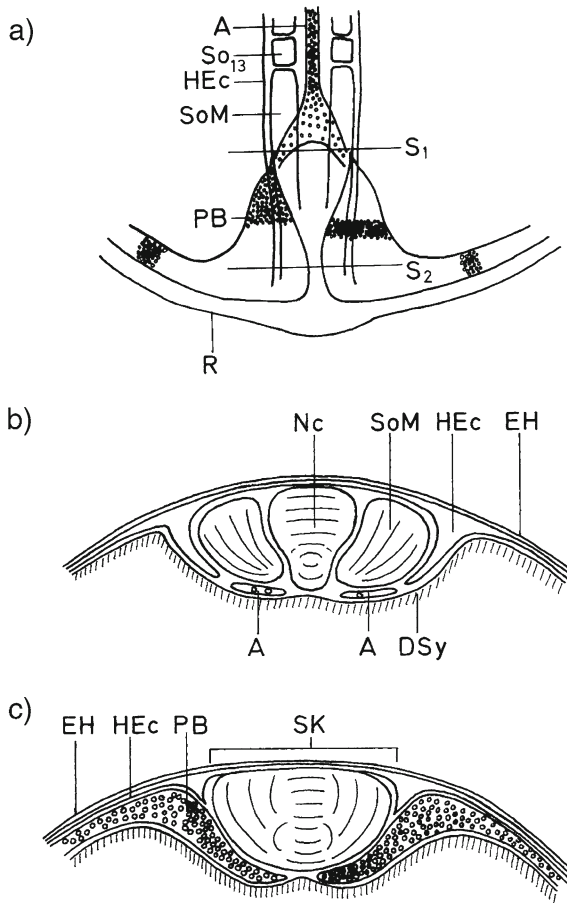 a)
A
So13
HEc
SoM
S1
PB
S2
R
b)
Nc SoM HEc EH
A A DSy
c)
EH HEc PB SK